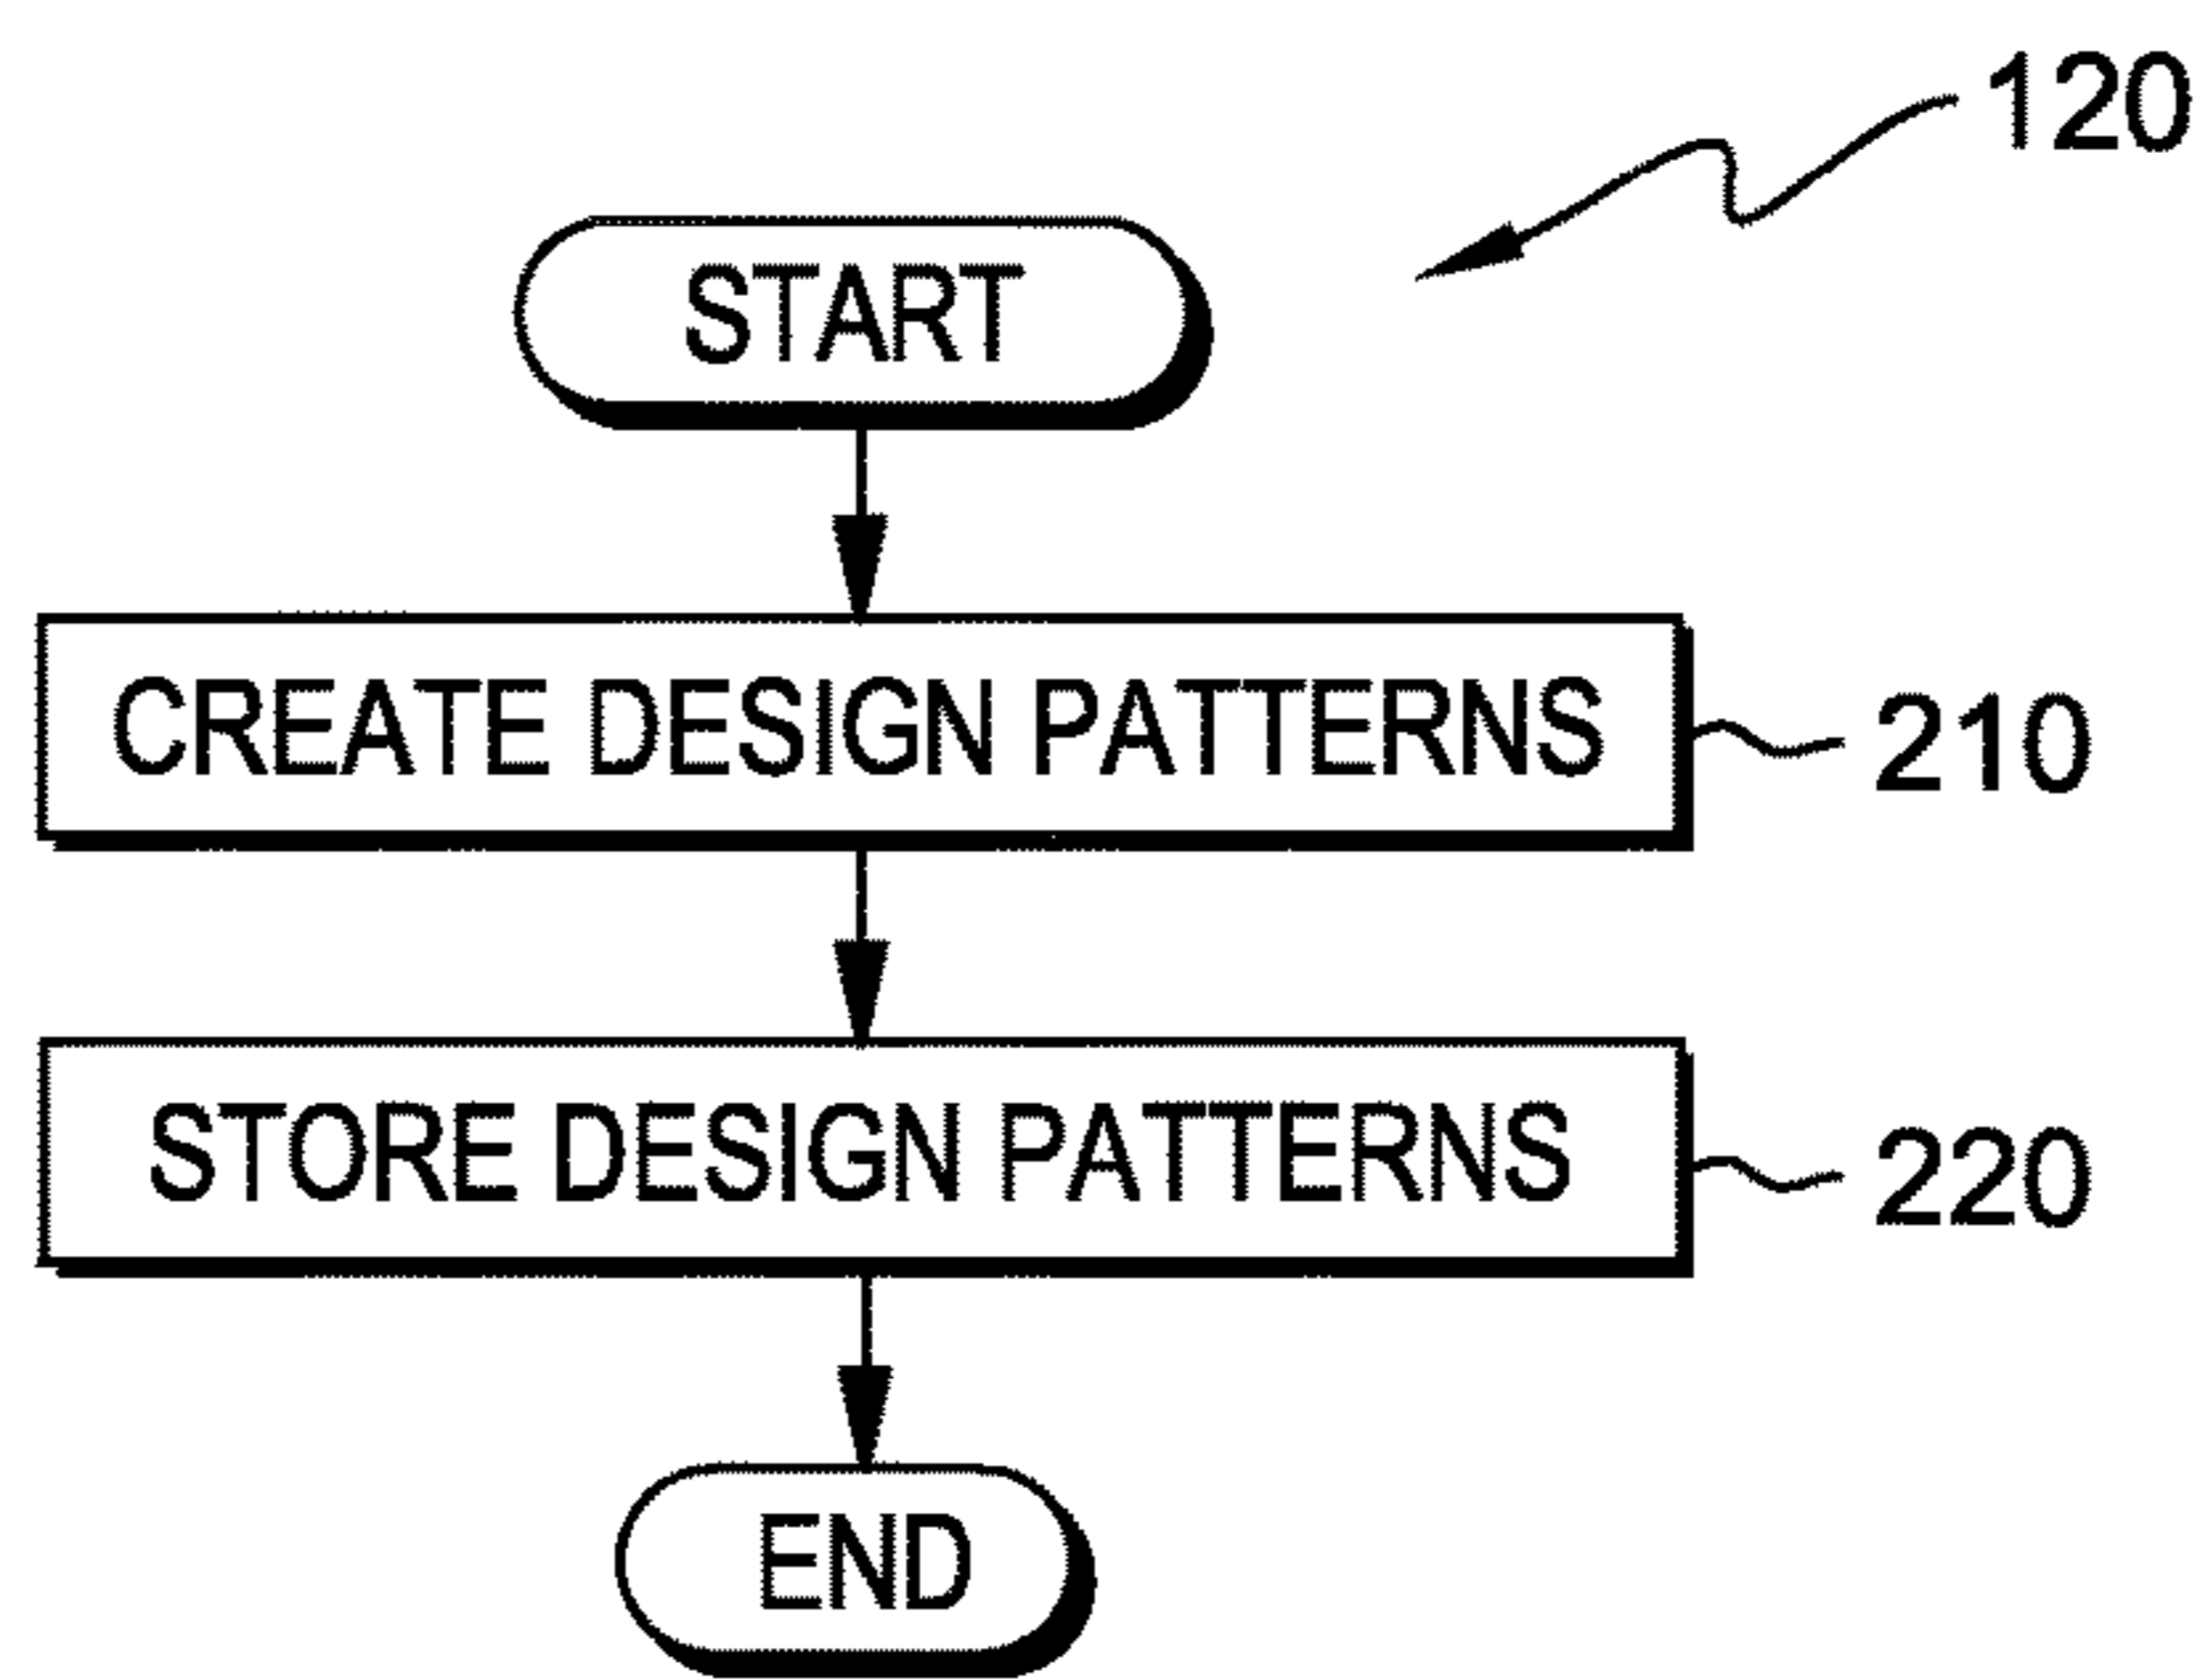 120
START
CREATE DESIGN PATTERNS
210
STORE DESIGN PATTERNS
220
END